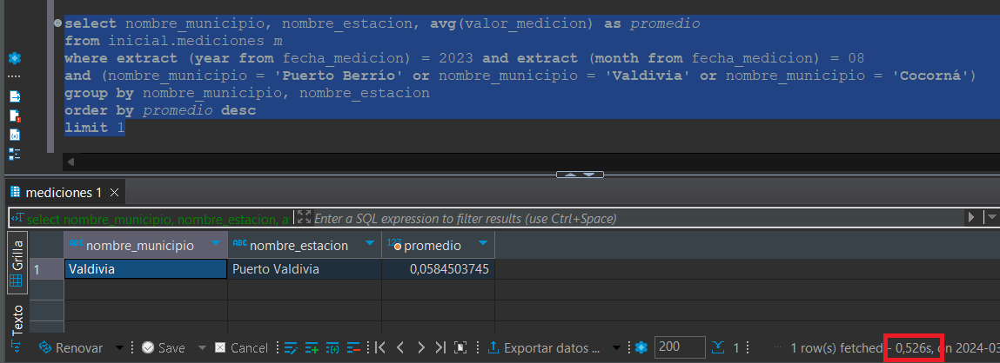 select nombre_municipio, nombre_estacion, avg(valor_medicion) as promedio
from inicial.mediciones m
where extract (year from fecha_medicion) = 2023 and extract (month from fecha_medicion) = 08
and (nombre_municipio = 'Puerto Berrío' or nombre_municipio = 'Valdivia' or nombre_municipio = 'Cocorná')
group by nombre_municipio, nombre_estacion
order by promedio desc
limit 1
mediciones 1
select nombre_municipio, nombre_estacion, a Enter a SQL expression to filter results (use Ctrl+Space)
Grilla
ABC nombre_municipio ABC nombre_estacion 123 promedio
1 Valdivia Puerto Valdivia 0,0584503745
Texto
Renovar Save Cancel Exportar datos ... 200 1 1 row(s) fetched - 0,526s, on 2024-03